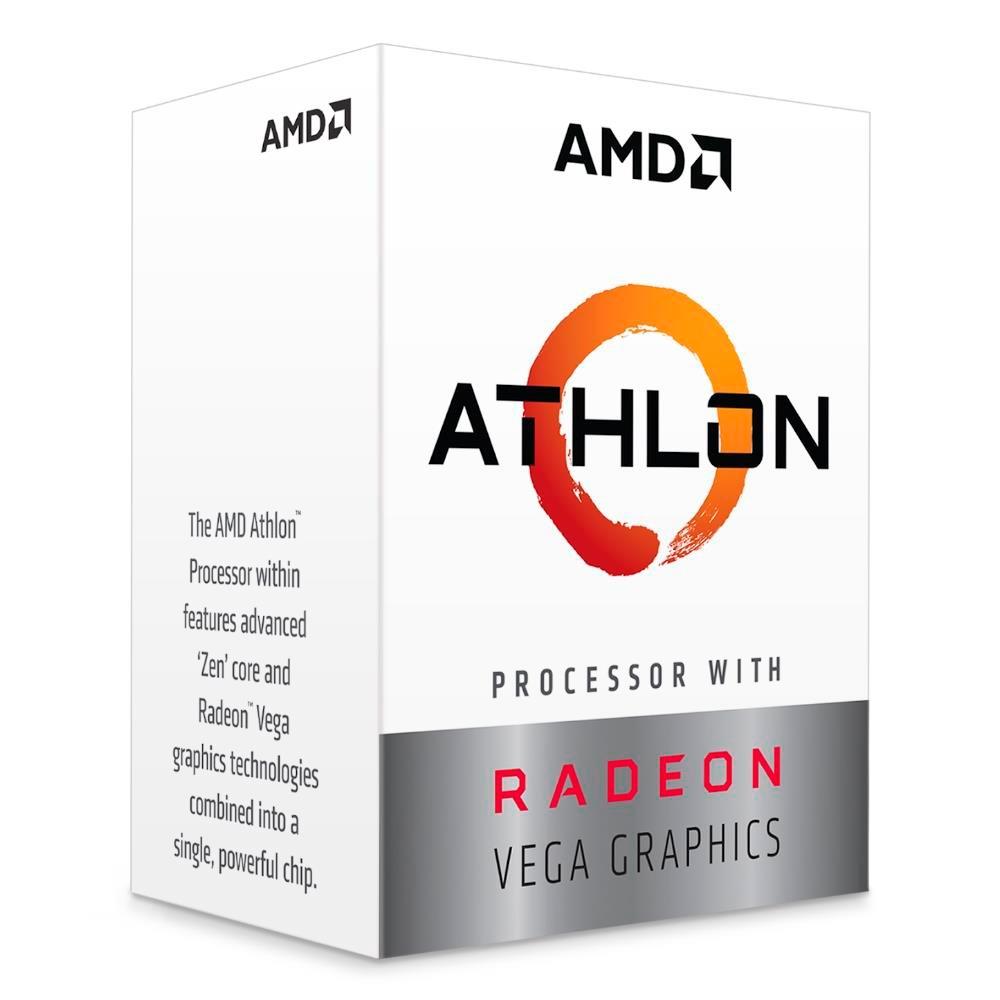 AMD
The AMD Athlon™
Processor within
features advanced
‘Zen’ core and
Radeon™ Vega
graphics technologies
combined into a
single, powerful chip.
AMD
ATHLON
PROCESSOR WITH
RADEON
VEGA GRAPHICS